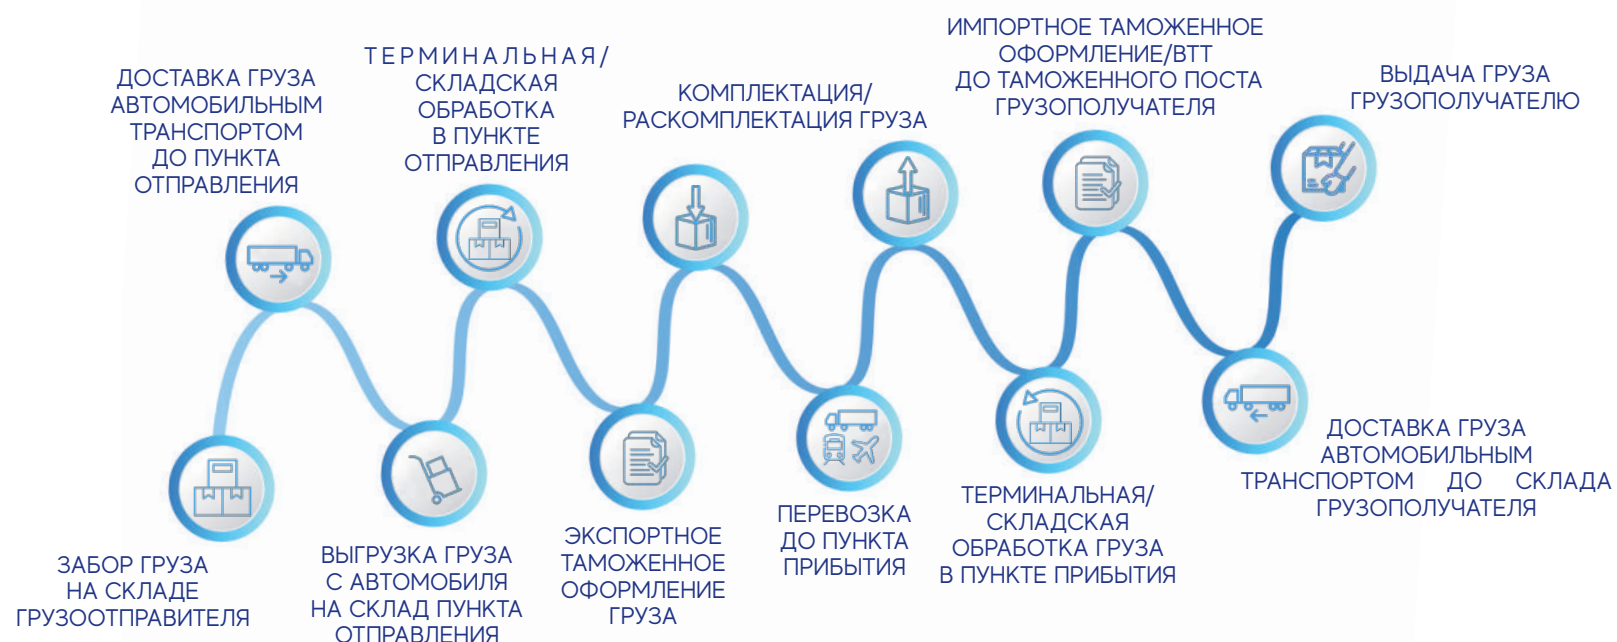 ЗАБОР ГРУЗА
НА СКЛАДЕ
ГРУЗООТПРАВИТЕЛЯ
ДОСТАВКА ГРУЗА
АВТОМОБИЛЬНЫМ
ТРАНСПОРТОМ
ДО ПУНКТА
ОТПРАВЛЕНИЯ
ВЫГРУЗКА ГРУЗА
С АВТОМОБИЛЯ
НА СКЛАД ПУНКТА
ОТПРАВЛЕНИЯ
ТЕРМИНАЛЬНАЯ/
СКЛАДСКАЯ
ОБРАБОТКА
В ПУНКТЕ
ОТПРАВЛЕНИЯ
ЭКСПОРТНОЕ
ТАМОЖЕННОЕ
ОФОРМЛЕНИЕ
ГРУЗА
КОМПЛЕКТАЦИЯ/
РАСКОМПЛЕКТАЦИЯ ГРУЗА
ПЕРЕВОЗКА
ДО ПУНКТА
ПРИБЫТИЯ
ТЕРМИНАЛЬНАЯ/
СКЛАДСКАЯ
ОБРАБОТКА ГРУЗА
В ПУНКТЕ ПРИБЫТИЯ
ИМПОРТНОЕ ТАМОЖЕННОЕ
ОФОРМЛЕНИЕ/ВТТ
ДО ТАМОЖЕННОГО ПОСТА
ГРУЗОПОЛУЧАТЕЛЯ
ДОСТАВКА ГРУЗА
АВТОМОБИЛЬНЫМ
ТРАНСПОРТОМ ДО СКЛАДА
ГРУЗОПОЛУЧАТЕЛЯ
ВЫДАЧА ГРУЗА
ГРУЗОПОЛУЧАТЕЛЮ